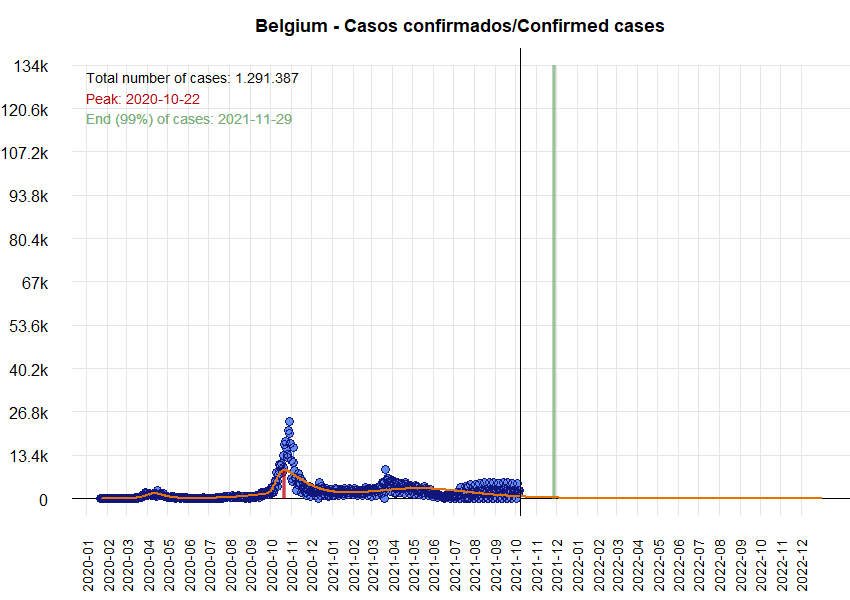 Belgium - Casos confirmados/Confirmed cases
134k
120.6k
107.2k
93.8k
80.4k
67k
53.6k
40.2k
26.8k
13.4k
0
Total number of cases: 1.291.387
Peak: 2020-10-22
End (99%) of cases: 2021-11-29
2020-01
2020-02
2020-03
2020-04
2020-05
2020-06
2020-07
2020-08
2020-09
2020-10
2020-11
2020-12
2021-01
2021-02
2021-03
2021-04
2021-05
2021-06
2021-07
2021-08
2021-09
2021-10
2021-11
2021-12
2022-01
2022-02
2022-03
2022-04
2022-05
2022-06
2022-07
2022-08
2022-09
2022-10
2022-11
2022-12